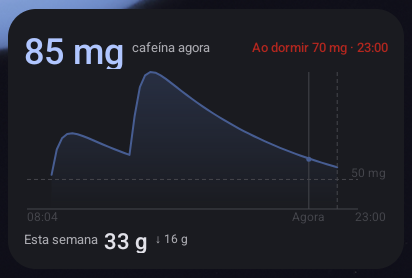 85 mg cafeína agora Ao dormir 70 mg · 23:00
50 mg
08:04 Agora 23:00
Esta semana 33 g ↓ 16 g